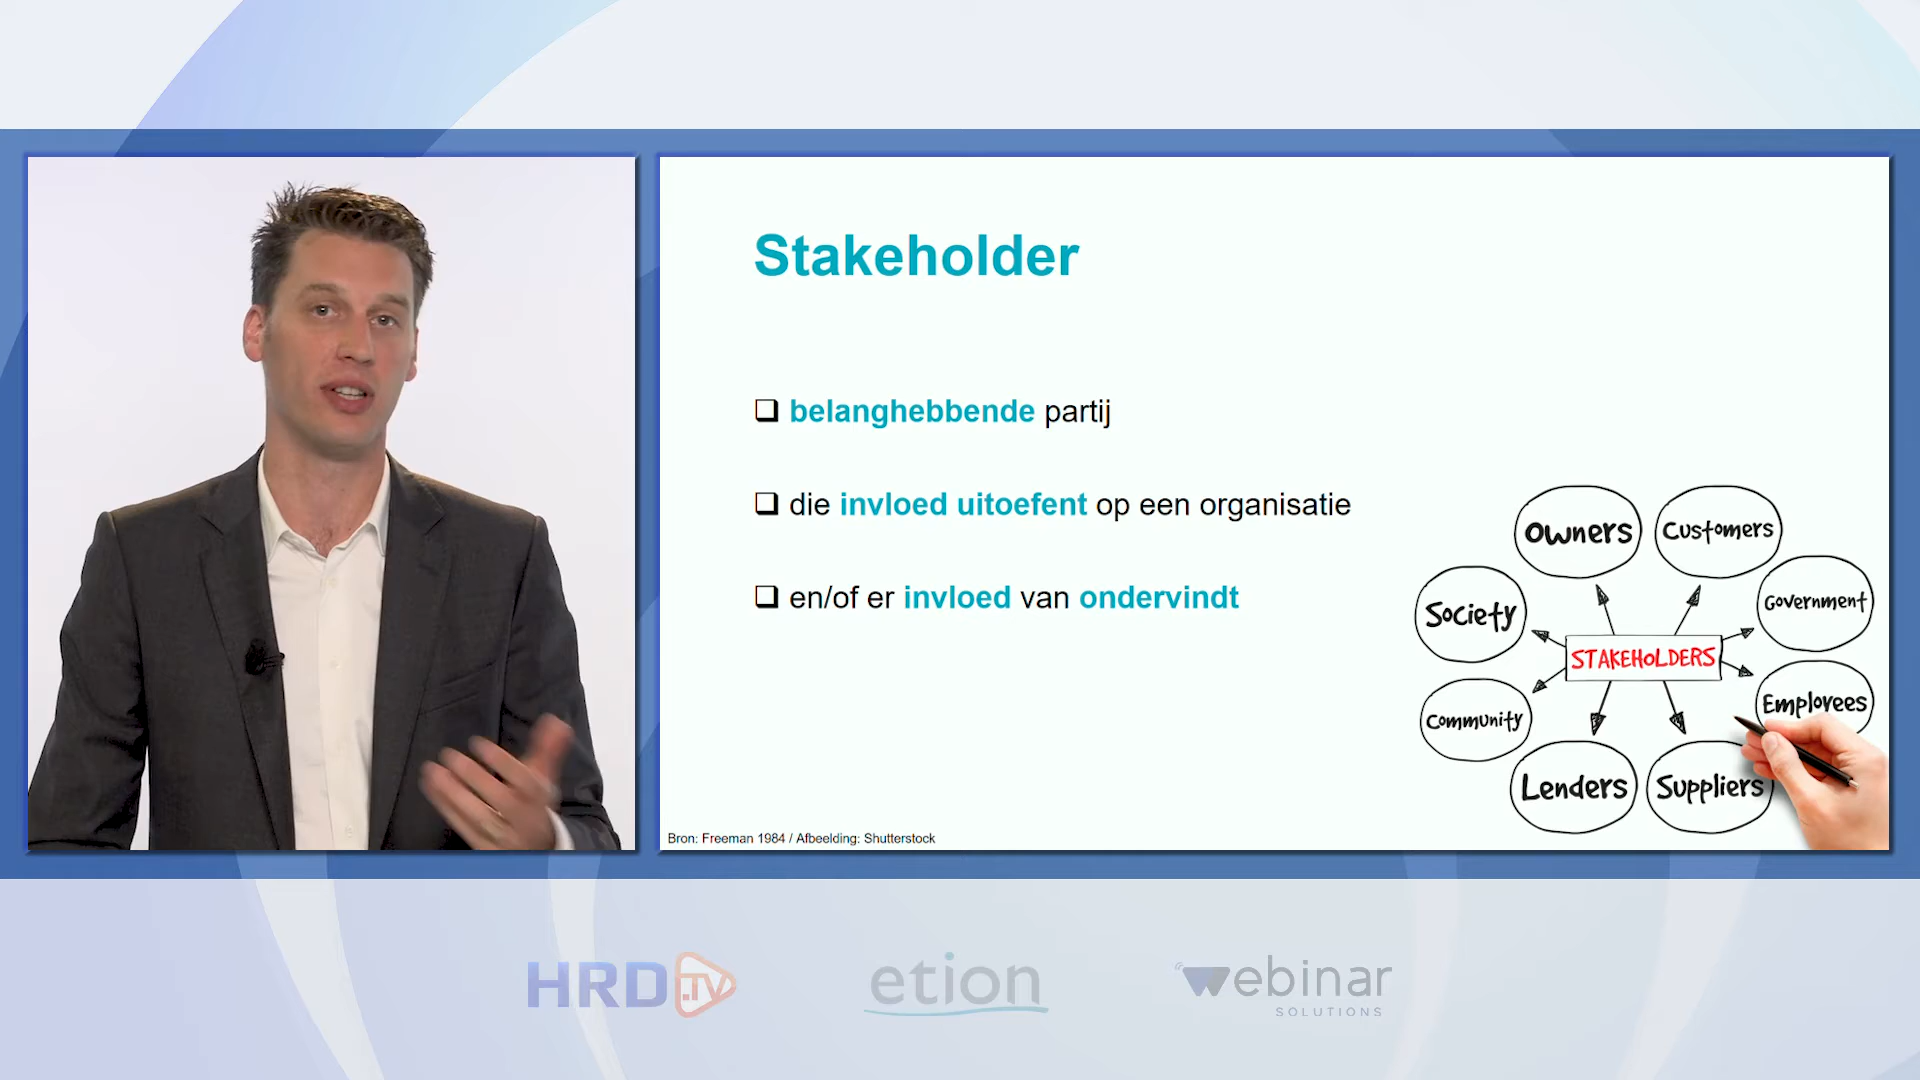 Stakeholder
❑ belanghebbende partij
❑ die invloed uitoefent op een organisatie
❑ en/of er invloed van ondervindt
Owners
Customers
Society
Government
STAKEHOLDERS
Community
Employees
Lenders
Suppliers
Bron: Freeman 1984 / Afbeelding: Shutterstock
HRD.TV
etion
Webinar
SOLUTIONS